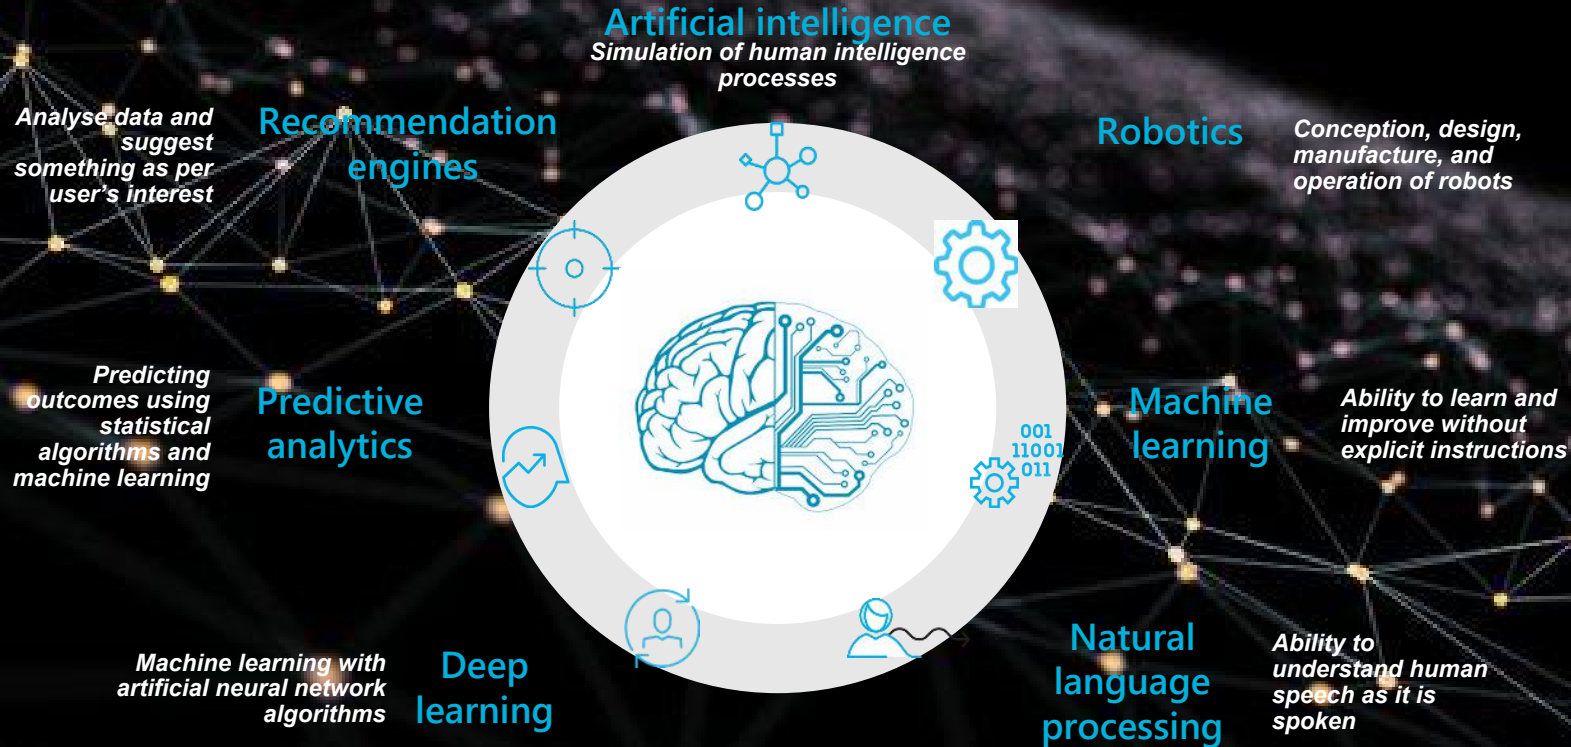 Artificial intelligence
Simulation of human intelligence
processes
Analyse data and
suggest
something as per
user's interest
Recommendation
engines
Robotics
Conception, design,
manufacture, and
operation of robots
Predicting
outcomes using
statistical
algorithms and
machine learning
Predictive
analytics
001
11001
011
Machine
learning
Ability to learn and
improve without
explicit instructions
Machine learning with
artificial neural network
algorithms
Deep
learning
Natural
language
processing
Ability to
understand human
speech as it is
spoken